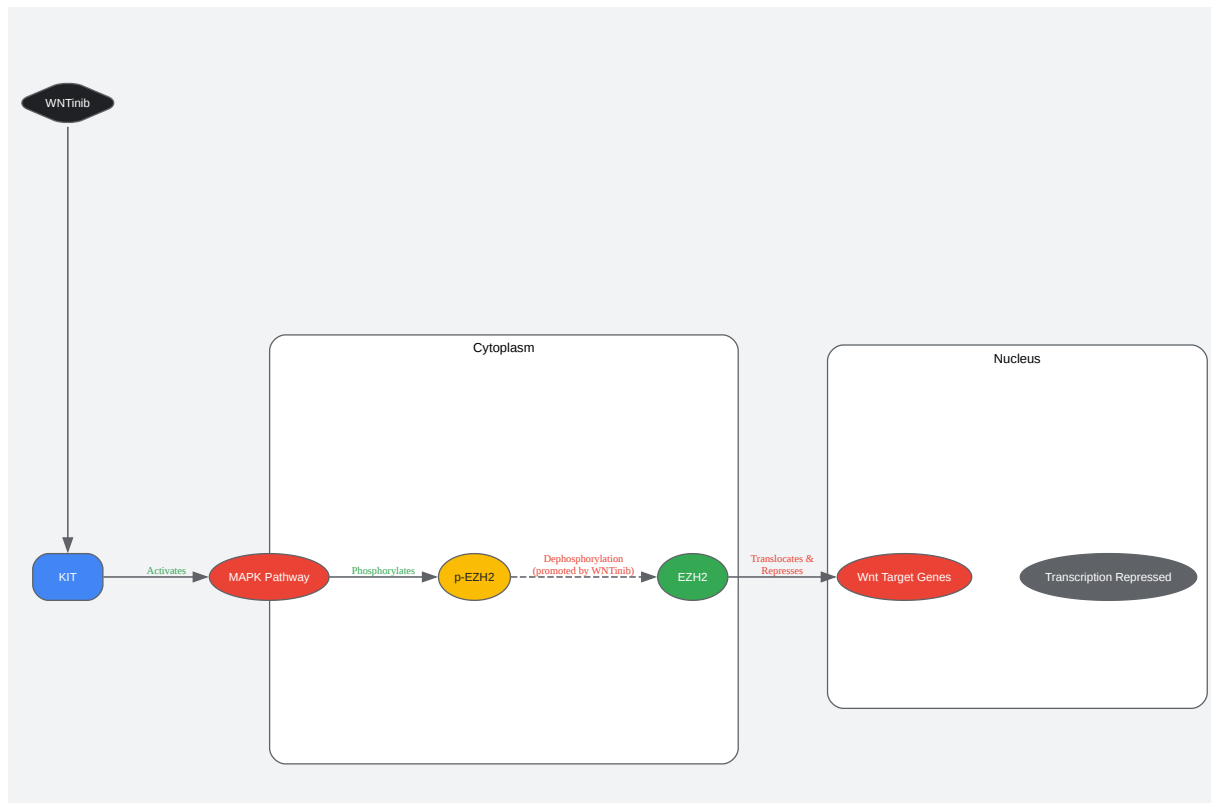 WNTinib
Cytoplasm
Nucleus
KIT
Activates
MAPK Pathway
Phosphorylates
p-EZH2
Dephosphorylation
(promoted by WNTinib)
EZH2
Translocates &
Represses
Wnt Target Genes
Transcription Repressed